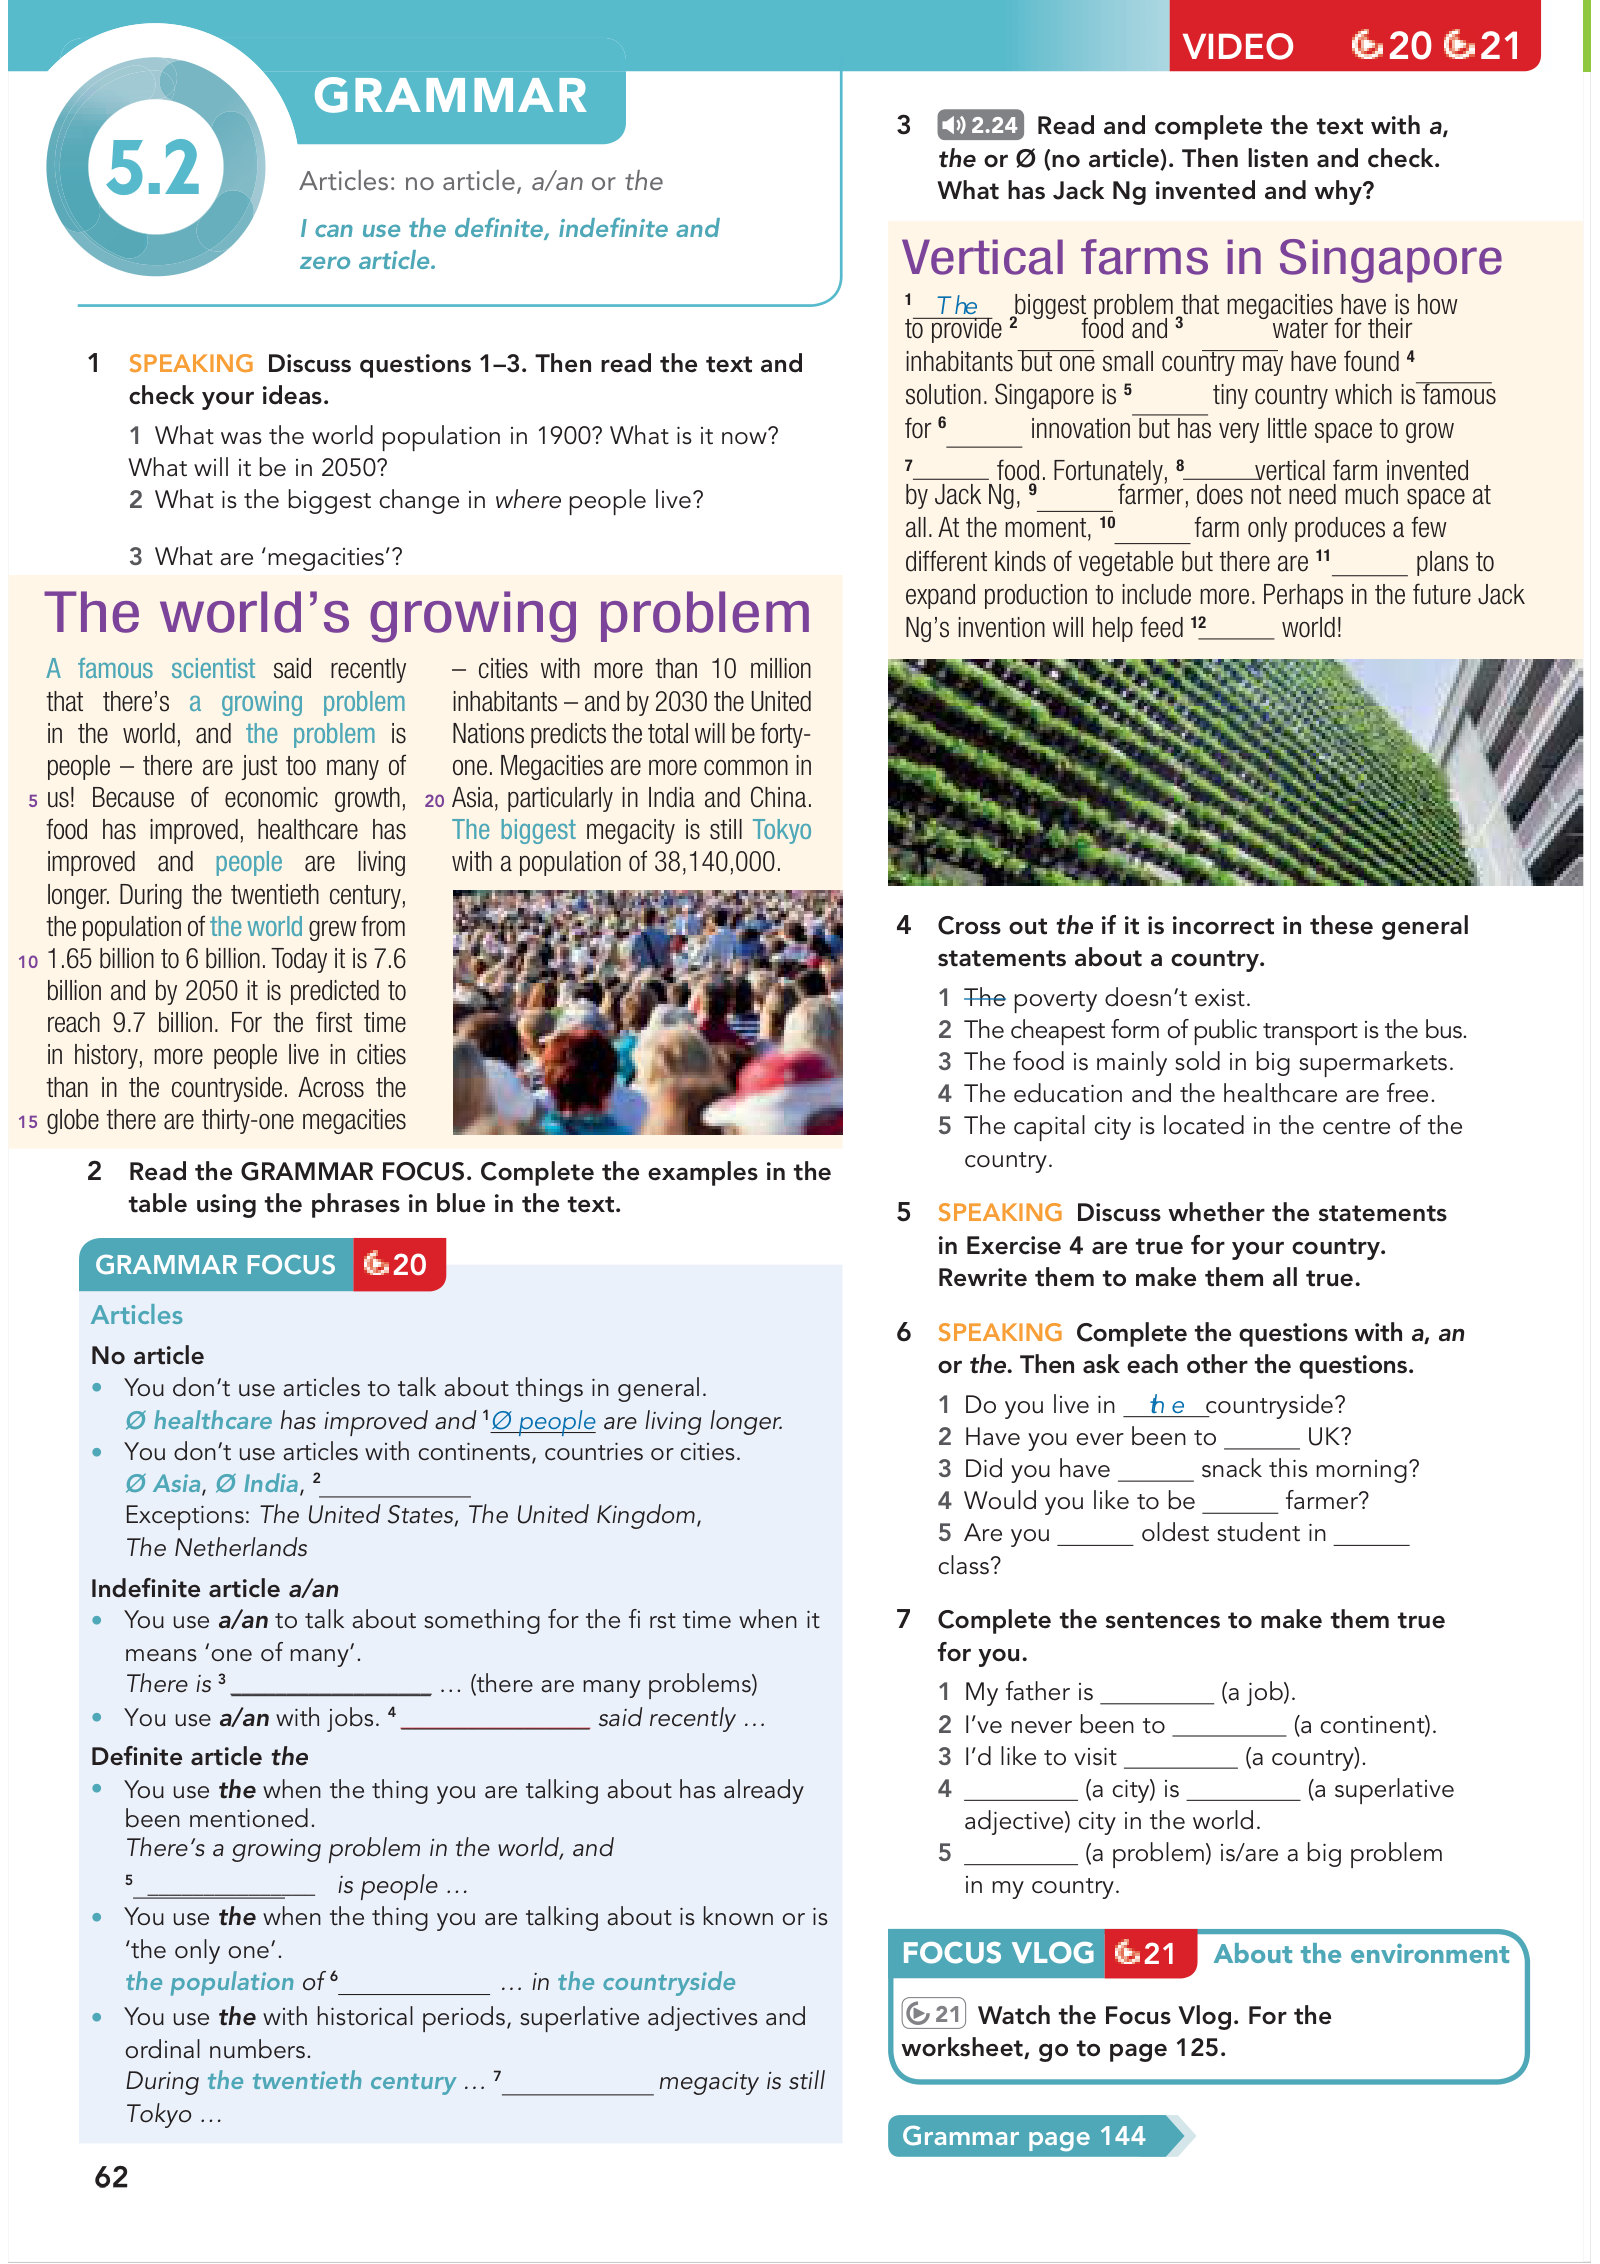 VIDEO 20 21
GRAMMAR
5.2
Articles: no article, a/an or the
I can use the definite, indefinite and
zero article.
1 SPEAKING Discuss questions 1–3. Then read the text and
check your ideas.
1 What was the world population in 1900? What is it now?
What will it be in 2050?
2 What is the biggest change in where people live?
3 What are ‘megacities’?
The world’s growing problem
A famous scientist said recently
that there’s a growing problem
in the world, and the problem is
people – there are just too many of
5 us! Because of economic growth,
food has improved, healthcare has
improved and people are living
longer. During the twentieth century,
the population of the world grew from
10 1.65 billion to 6 billion. Today it is 7.6
billion and by 2050 it is predicted to
reach 9.7 billion. For the first time
in history, more people live in cities
than in the countryside. Across the
15 globe there are thirty-one megacities
– cities with more than 10 million
inhabitants – and by 2030 the United
Nations predicts the total will be forty-
one. Megacities are more common in
20 Asia, particularly in India and China.
The biggest megacity is still Tokyo
with a population of 38,140,000.
2 Read the GRAMMAR FOCUS. Complete the examples in the
table using the phrases in blue in the text.
GRAMMAR FOCUS 20
Articles
No article
• You don’t use articles to talk about things in general.
Ø healthcare has improved and 1 Ø people are living longer.
• You don’t use articles with continents, countries or cities.
Ø Asia, Ø India, 2 ____________
Exceptions: The United States, The United Kingdom,
The Netherlands
Indefinite article a/an
• You use a/an to talk about something for the fi rst time when it
means ‘one of many’.
There is 3 ________________ … (there are many problems)
• You use a/an with jobs. 4 _______________ said recently …
Definite article the
• You use the when the thing you are talking about has already
been mentioned.
There’s a growing problem in the world, and
5 ______________ is people …
• You use the when the thing you are talking about is known or is
‘the only one’.
the population of 6 ____________ … in the countryside
• You use the with historical periods, superlative adjectives and
ordinal numbers.
During the twentieth century … 7 ____________ megacity is still
Tokyo …
62
3 2.24 Read and complete the text with a,
the or Ø (no article). Then listen and check.
What has Jack Ng invented and why?
Vertical farms in Singapore
1 The biggest problem that megacities have is how
to provide 2 ______ food and 3 ______ water for their
inhabitants but one small country may have found 4 ______
solution. Singapore is 5 ______ tiny country which is famous
for 6 ______ innovation but has very little space to grow
7 ______ food. Fortunately, 8 ______ vertical farm invented
by Jack Ng, 9 ______ farmer, does not need much space at
all. At the moment, 10 ______ farm only produces a few
different kinds of vegetable but there are 11 ______ plans to
expand production to include more. Perhaps in the future Jack
Ng’s invention will help feed 12 ______ world!
4 Cross out the if it is incorrect in these general
statements about a country.
1 The poverty doesn’t exist.
2 The cheapest form of public transport is the bus.
3 The food is mainly sold in big supermarkets.
4 The education and the healthcare are free.
5 The capital city is located in the centre of the
country.
5 SPEAKING Discuss whether the statements
in Exercise 4 are true for your country.
Rewrite them to make them all true.
6 SPEAKING Complete the questions with a, an
or the. Then ask each other the questions.
1 Do you live in the countryside?
2 Have you ever been to ______ UK?
3 Did you have ______ snack this morning?
4 Would you like to be ______ farmer?
5 Are you ______ oldest student in ______
class?
7 Complete the sentences to make them true
for you.
1 My father is _________ (a job).
2 I’ve never been to _________ (a continent).
3 I’d like to visit _________ (a country).
4 _________ (a city) is _________ (a superlative
adjective) city in the world.
5 _________ (a problem) is/are a big problem
in my country.
FOCUS VLOG 21 About the environment
21 Watch the Focus Vlog. For the
worksheet, go to page 125.
Grammar page 144